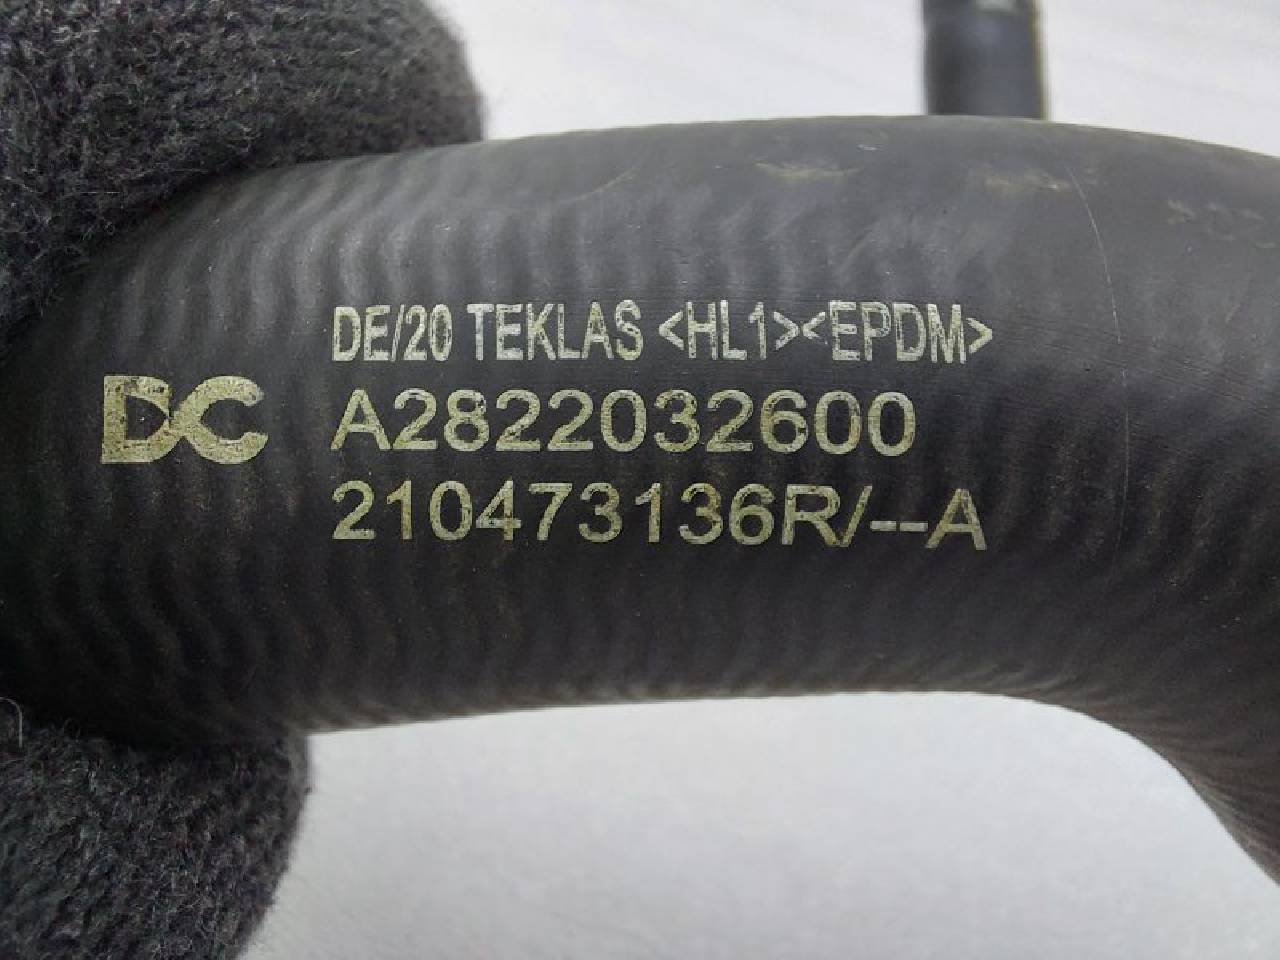 DE/20 TEKLAS <HL1><EPDM>
DC A2822032600
210473136R/--A